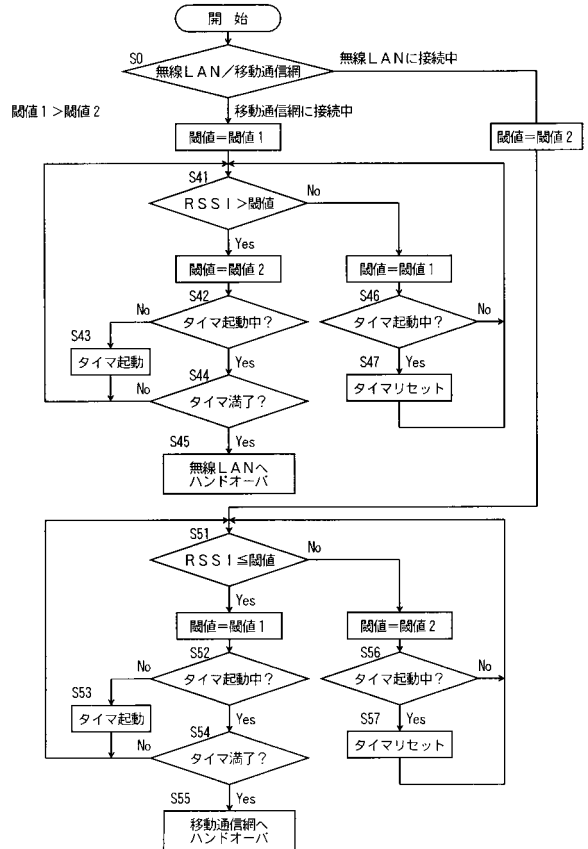 開 始
S0
無線LAN/移動通信網
無線LANに接続中
閾値1>閾値2
移動通信網に接続中
閾値=閾値1
閾値=閾値2
S41
RSSI>閾値
No
Yes
閾値=閾値2
閾値=閾値1
S42
タイマ起動中?
No
S46
タイマ起動中?
No
S43
タイマ起動
Yes
S47
Yes
タイマリセット
S44
No
タイマ満了?
S45
Yes
無線LANへ
ハンドオーバ
S51
RSSI≦閾値
No
Yes
閾値=閾値1
閾値=閾値2
S52
タイマ起動中?
No
S56
タイマ起動中?
No
S53
タイマ起動
Yes
S57
Yes
タイマリセット
S54
No
タイマ満了?
S55
Yes
移動通信網へ
ハンドオーバ